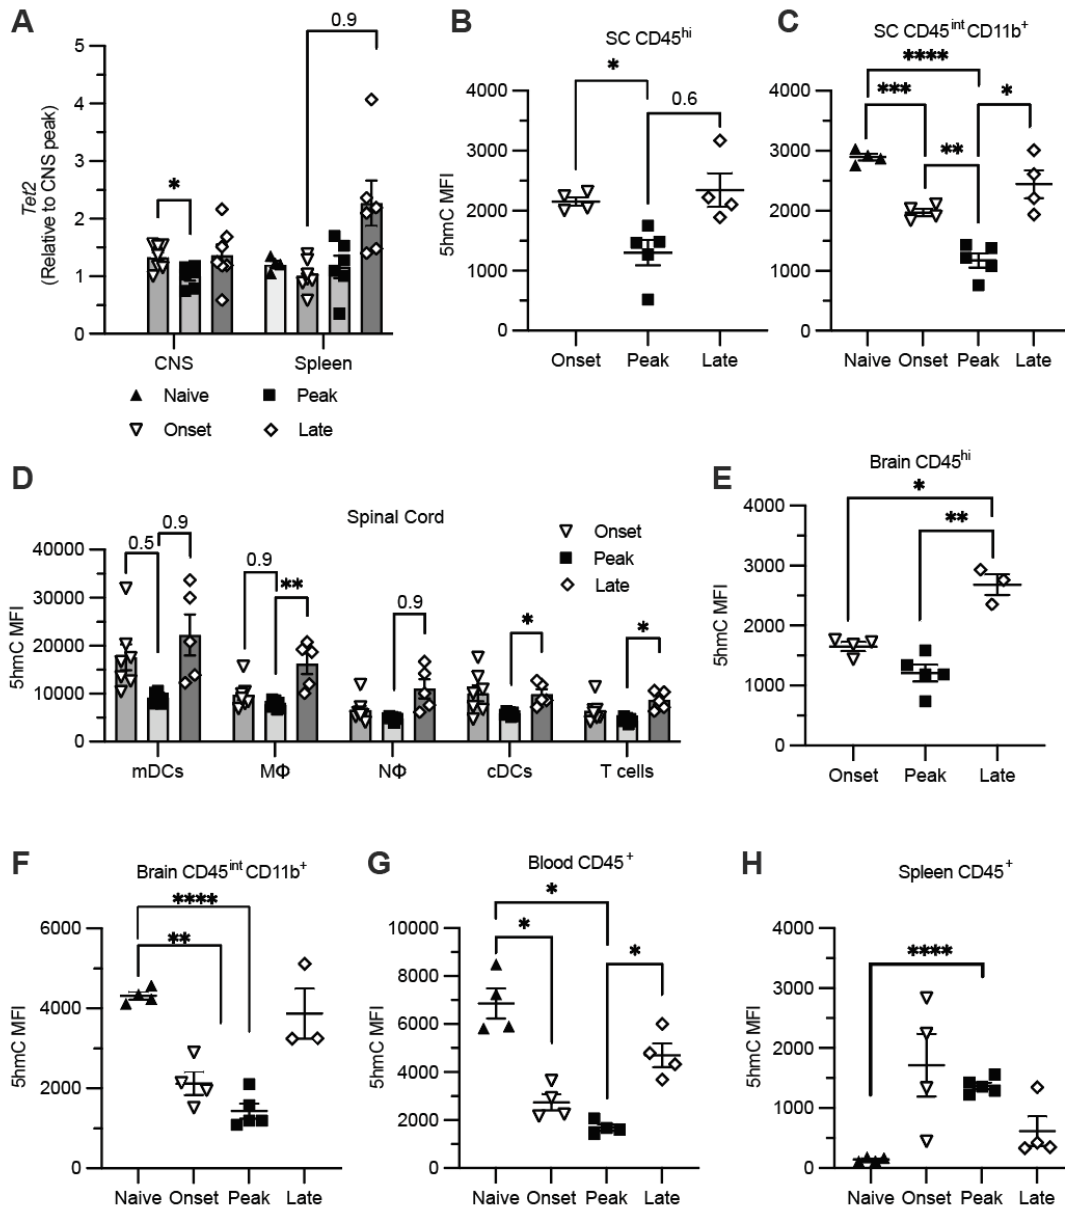 A
0.9
5
4
3
2
1
0
*
Tet2
(Relative to CNS peak)
CNS
Spleen
Naive
Peak
Onset
Late
B
SC CD45hi
*
0.6
4000
3000
2000
1000
0
5hmC MFI
Onset
Peak
Late
C
SC CD45int CD11b+
****
***
*
**
4000
3000
2000
1000
0
Naive
Onset
Peak
Late
D
Spinal Cord
Onset
Peak
Late
0.9
0.5
0.9
**
0.9
*
*
40000
30000
20000
10000
0
5hmC MFI
mDCs
MΦ
NΦ
cDCs
T cells
E
Brain CD45hi
*
**
4000
3000
2000
1000
0
5hmC MFI
Onset
Peak
Late
F
Brain CD45int CD11b+
****
**
6000
4000
2000
0
5hmC MFI
Naive
Onset
Peak
Late
G
Blood CD45+
*
*
*
10000
8000
6000
4000
2000
0
5hmC MFI
Naive
Onset
Peak
Late
H
Spleen CD45+
****
4000
3000
2000
1000
0
5hmC MFI
Naive
Onset
Peak
Late